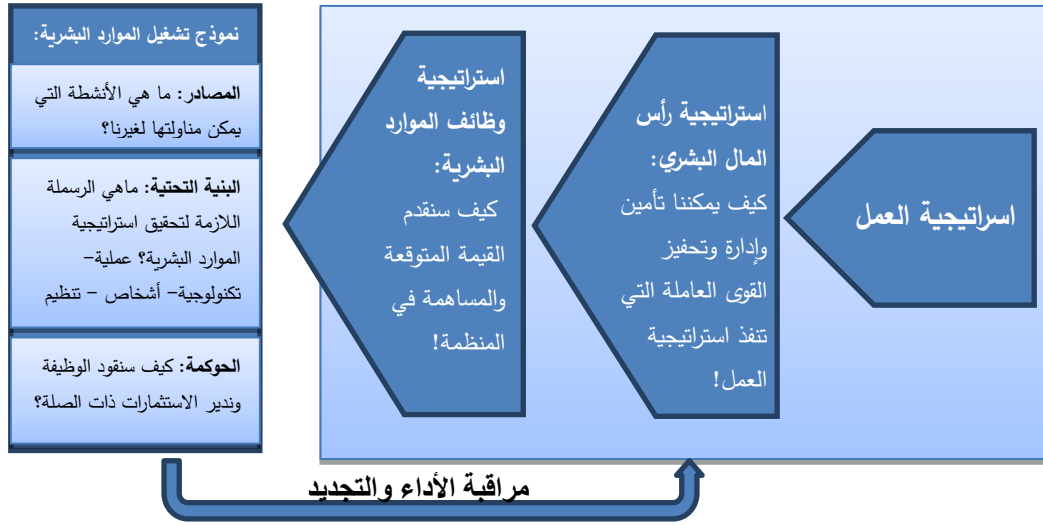 اسراتيجية العمل
استراتيجية رأس
المال البشري:
كيف يمكننا تأمين
وإدارة وتحفيز
القوى العاملة التي
تنفذ استراتيجية
العمل!
استراتيجية
وظائف الموارد
البشرية:
كيف سنقدم
القيمة المتوقعة
والمساهمة في
المنظمة!
نموذج تشغيل الموارد البشرية:
المصادر: ما هي الأنشطة التي
يمكن مناولتها لغيرنا؟
البنية التحتية: ماهي الرسملة
اللازمة لتحقيق استراتيجية
الموارد البشرية؟ عملية–
تكنولوجية– أشخاص – تنظيم
الحوكمة: كيف سنقود الوظيفة
وندير الاستثمارات ذات الصلة؟
مراقبة الأداء والتجديد